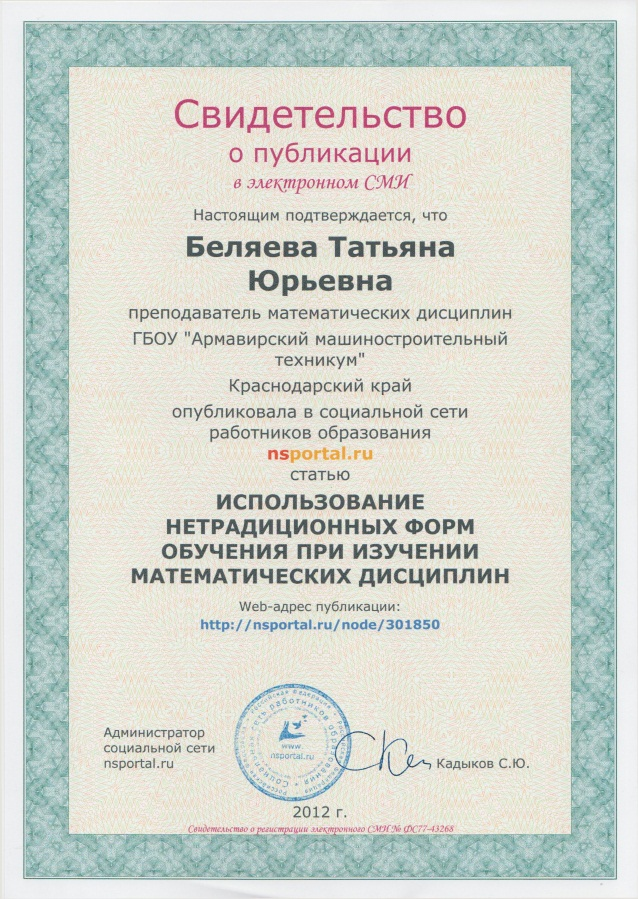 Свидетельство
о публикации
в электронном СМИ
Настоящим подтверждается, что
Беляева Татьяна
Юрьевна
преподаватель математических дисциплин
ГБОУ "Армавирский машиностроительный
техникум"
Краснодарский край
опубликовала в социальной сети
работников образования
nsportal.ru
статью
ИСПОЛЬЗОВАНИЕ
НЕТРАДИЦИОННЫХ ФОРМ
ОБУЧЕНИЯ ПРИ ИЗУЧЕНИИ
МАТЕМАТИЧЕСКИХ ДИСЦИПЛИН
Web-адрес публикации:
http://nsportal.ru/node/301850
Социальная сеть работников образования
www.
nsportal.ru
Администратор
социальной сети
nsportal.ru
Кадыков С.Ю.
2012 г.
Свидетельство о регистрации электронного СМИ № ФС77-43268